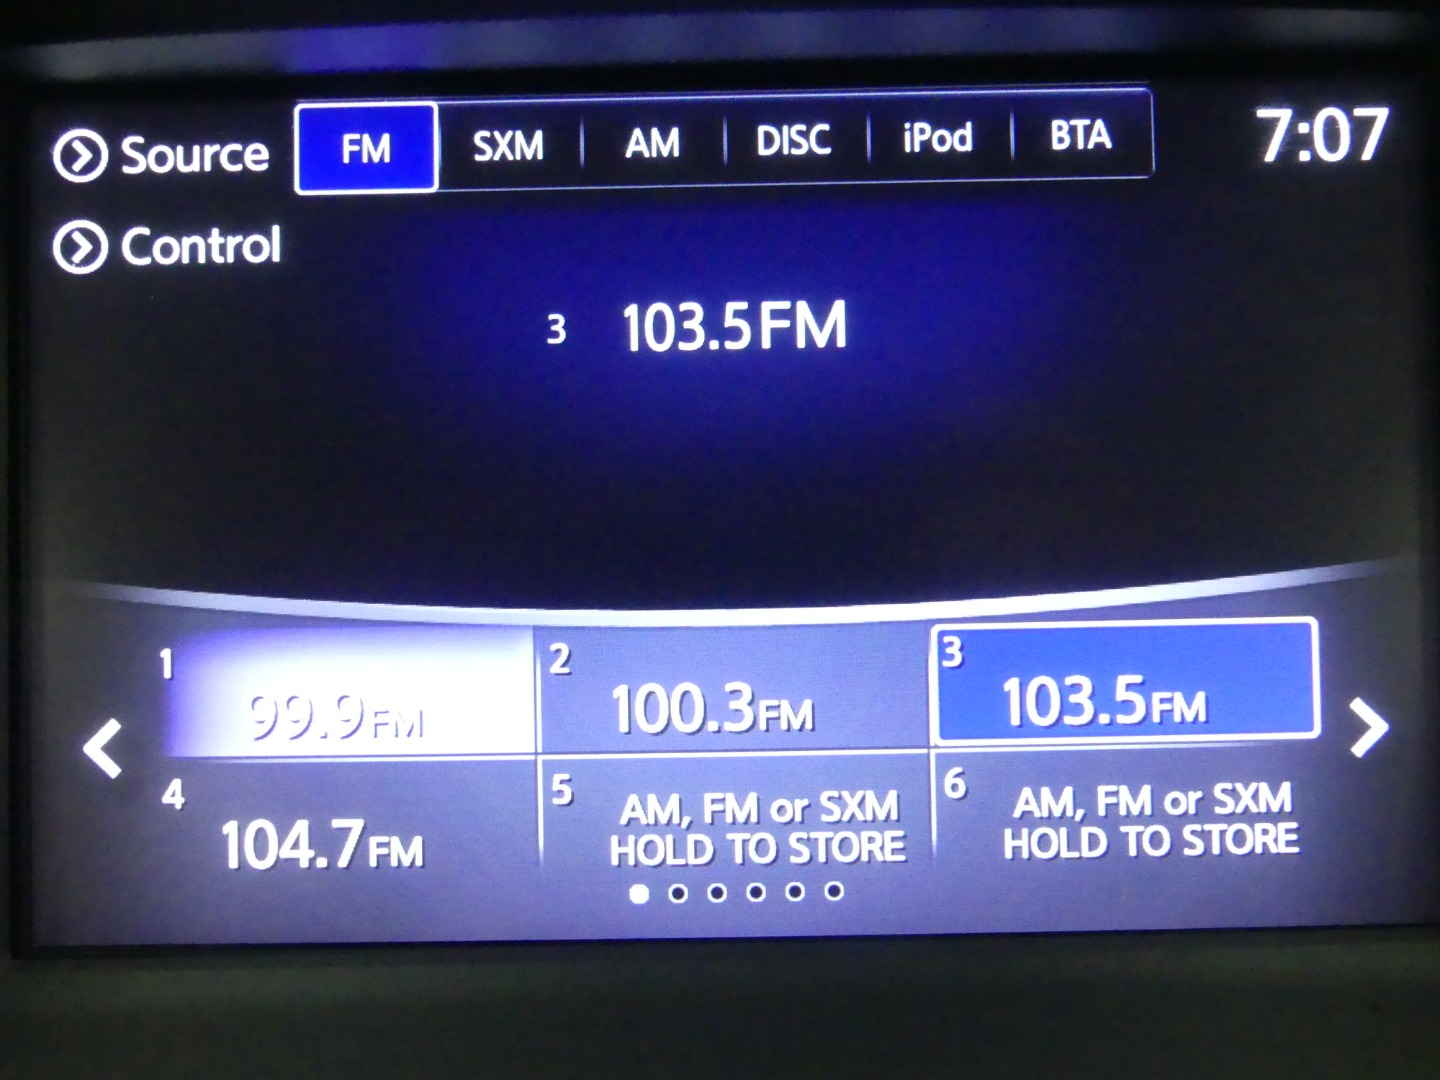 Source FM SXM AM DISC iPod BTA 7:07
Control
3 103.5FM
1 99.9FM
2 100.3FM
3 103.5FM
4 104.7FM
5 AM, FM or SXM
HOLD TO STORE
6 AM, FM or SXM
HOLD TO STORE